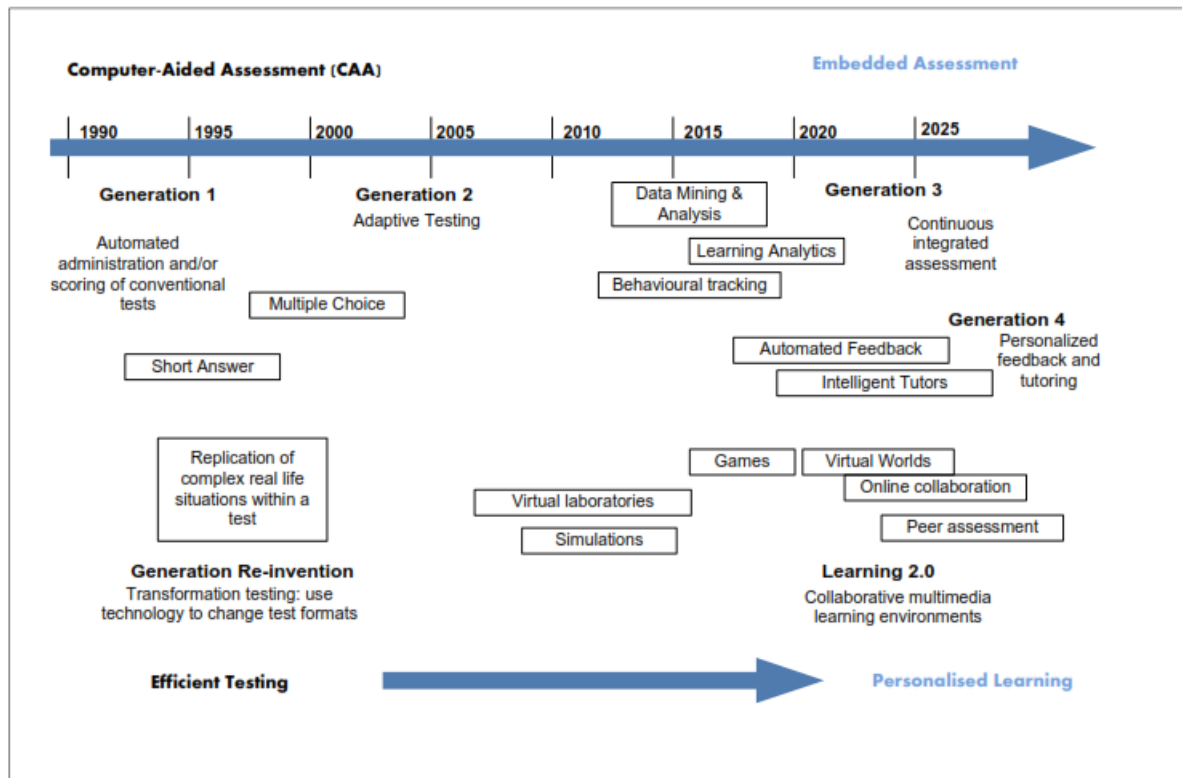 Computer-Aided Assessment (CAA)
Embedded Assessment
1990
1995
2000
2005
2010
2015
2020
2025
Generation 1
Generation 2
Adaptive Testing
Data Mining &
Analysis
Generation 3
Continuous
integrated
assessment
Automated
administration and/or
scoring of conventional
tests
Learning Analytics
Behavioural tracking
Multiple Choice
Short Answer
Generation 4
Personalized
feedback and
tutoring
Automated Feedback
Intelligent Tutors
Replication of
complex real life
situations within a
test
Games
Virtual Worlds
Online collaboration
Virtual laboratories
Peer assessment
Simulations
Generation Re-invention
Transformation testing: use
technology to change test formats
Learning 2.0
Collaborative multimedia
learning environments
Efficient Testing
Personalised Learning